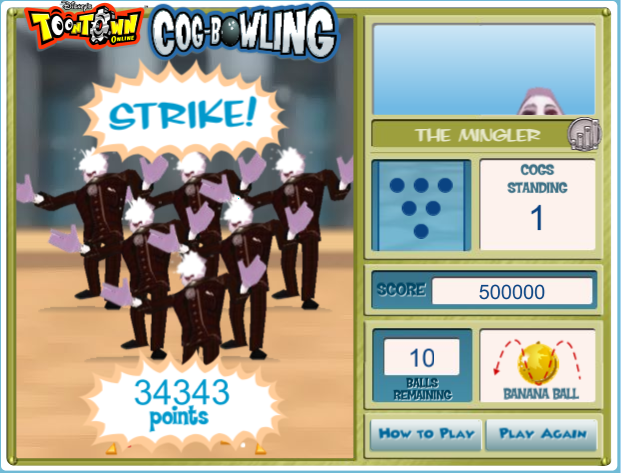 Disney's
TOONTOWN
ONLINE
COG-BOWLING
STRIKE!
34343
points
THE MINGLER
COGS
STANDING
1
SCORE
500000
10
BALLS
REMAINING
BANANA BALL
HOW TO PLAY
PLAY AGAIN